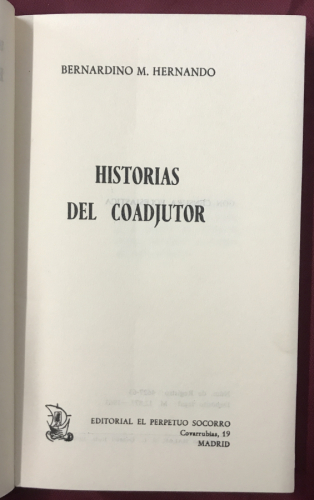 BERNARDINO M. HERNANDO
HISTORIAS
DEL COADJUTOR
EDITORIAL EL PERPETUO SOCORRO
Covarrubias, 19
MADRID